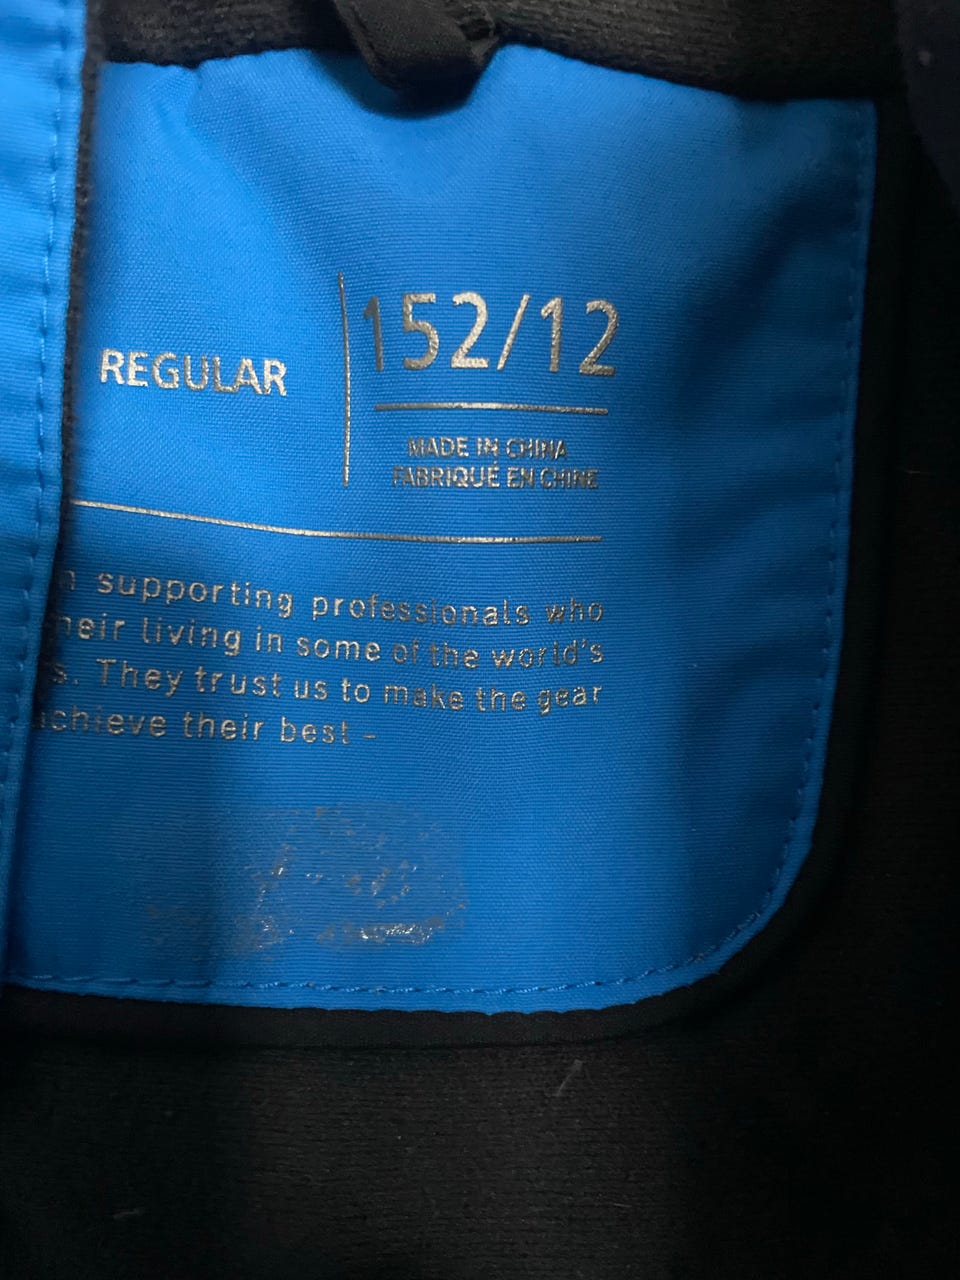 REGULAR
152/12
MADE IN CHINA
FABRIQUÉ EN CHINE
supporting professionals who
living in some of the world's
They trust us to make the gear
achieve their best -